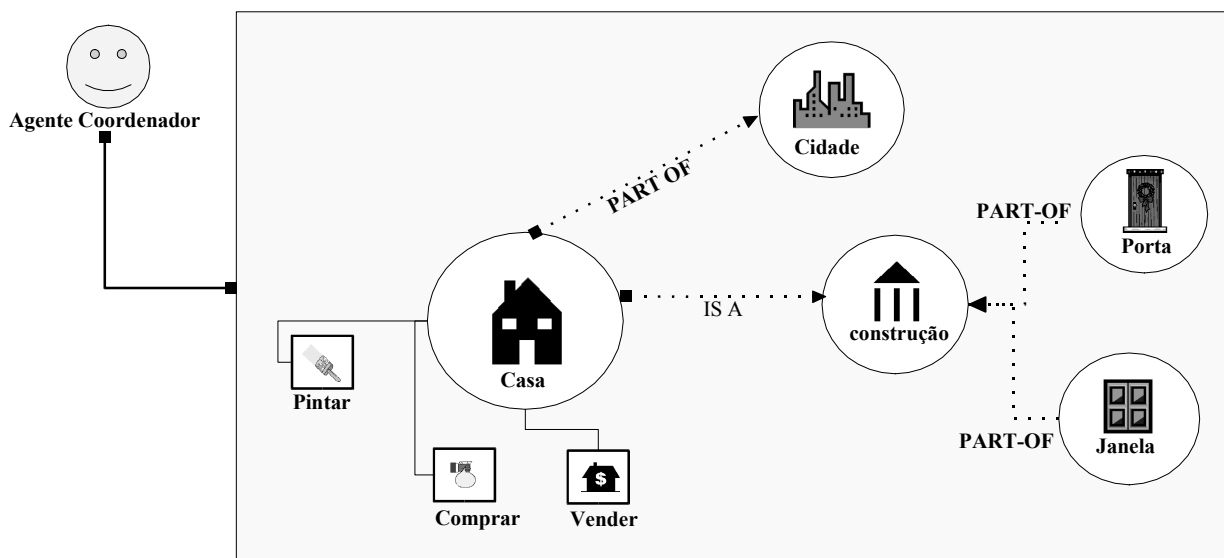 Agente Coordenador
Cidade
PART OF
PART-OF
Porta
IS A
construção
Casa
Pintar
PART-OF
Janela
Comprar
$
Vender